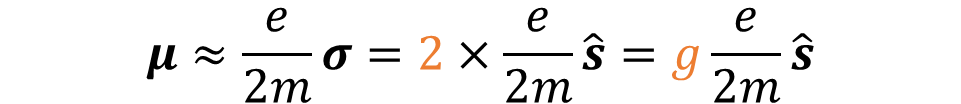 μ ≈ e/2m σ = 2 × e/2m ŝ = g e/2m ŝ